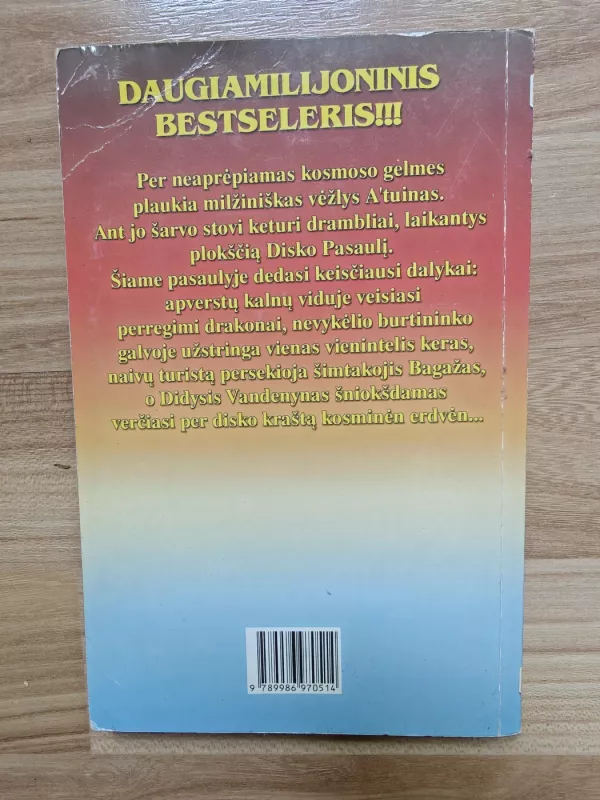 DAUGIAMILIJONINIS
BESTSELERIS!!!
Per neaprėpiamas kosmoso gelmes
plaukia milžiniškas vėžlys A'tuinas.
Ant jo šarvo stovi keturi drambliai, laikantys
plokščią Disko Pasaulį.
Šiame pasaulyje dedasi keisčiausi dalykai:
apverstų kalnų viduje veisiasi
perregimi drakonai, nevykėlio burtininko
galvoje užstringa vienas vienintelis keras,
naivų turistą persekioja šimtakojis Bagažas,
o Didysis Vandenynas šniokšdamas
verčiasi per disko kraštą kosminėn erdvėn...
9 789986 970514